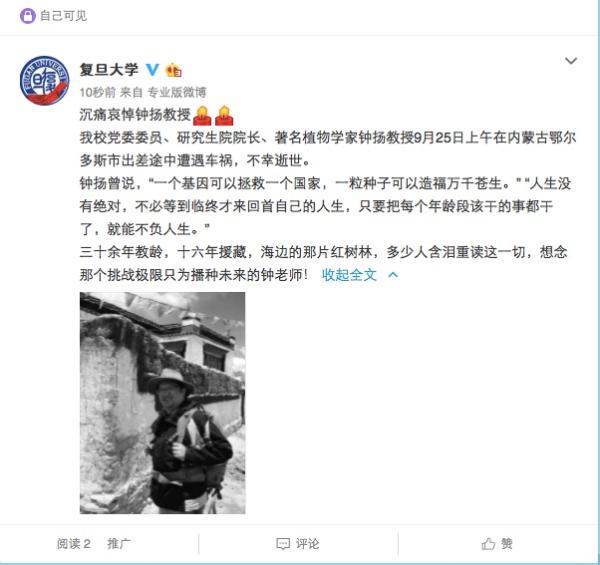 自己可见
复旦大学
10秒前 来自 专业版微博
沉痛哀悼钟扬教授
我校党委委员、研究生院院长、著名植物学家钟扬教授9月25日上午在内蒙古鄂尔
多斯市出差途中遭遇车祸，不幸逝世。
钟扬曾说，“一个基因可以拯救一个国家，一粒种子可以造福万千苍生。” “人生没
有绝对，不必等到临终才来回首自己的人生，只要把每个年龄段该干的事都干
了，就能不负人生。”
三十余年教龄，十六年援藏，海边的那片红树林，多少人含泪重读这一切，想念
那个挑战极限只为播种未来的钟老师！ 收起全文
阅读 2 推广 评论 赞